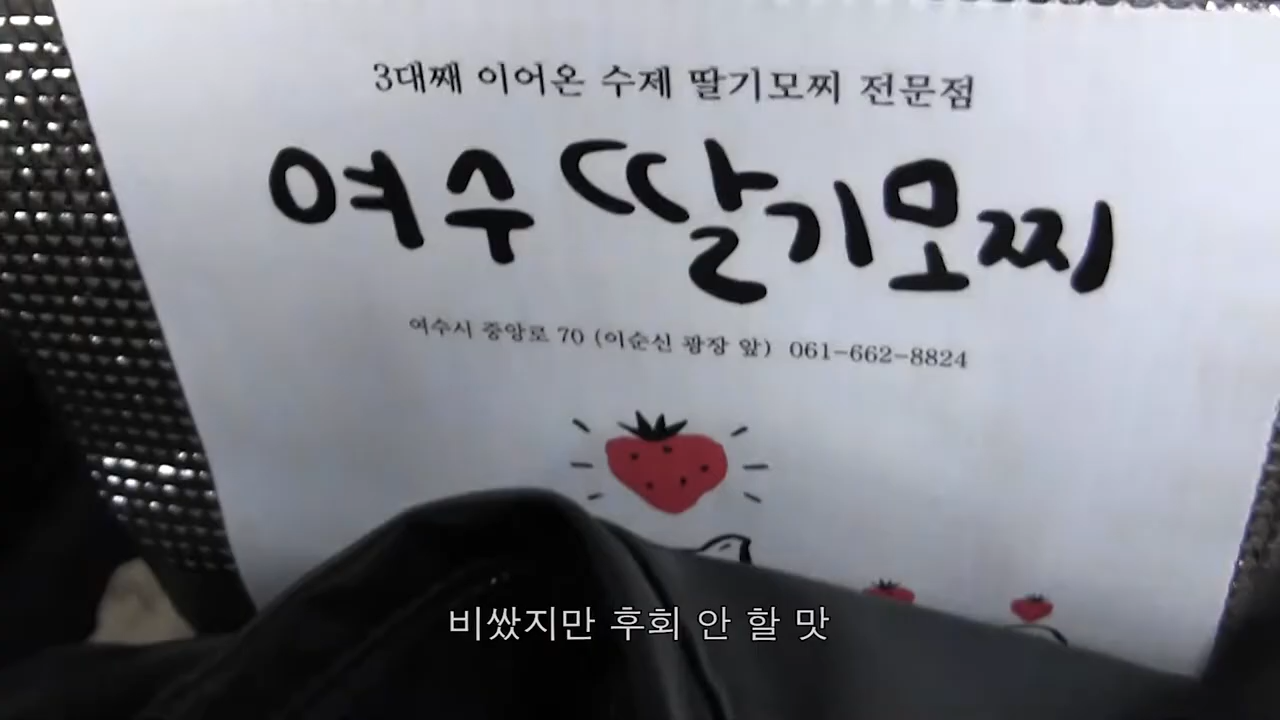 3대째 이어온 수제 딸기모찌 전문점
여수 딸기모찌
여수시 중앙로 70 (이순신 광장 앞) 061-662-8824
비쌌지만 후회 안 할 맛